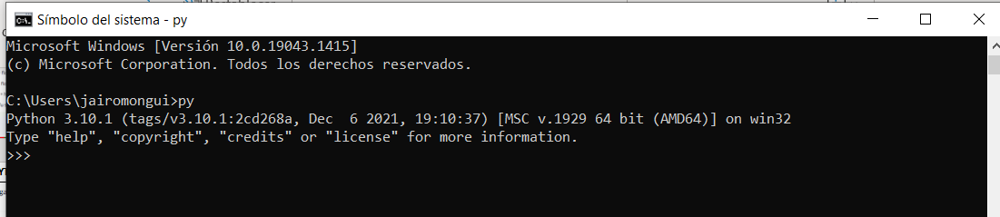 Símbolo del sistema - py
Microsoft Windows [Versión 10.0.19043.1415]
(c) Microsoft Corporation. Todos los derechos reservados.
C:\Users\jairomongui>py
Python 3.10.1 (tags/v3.10.1:2cd268a, Dec  6 2021, 19:10:37) [MSC v.1929 64 bit (AMD64)] on win32
Type "help", "copyright", "credits" or "license" for more information.
>>>